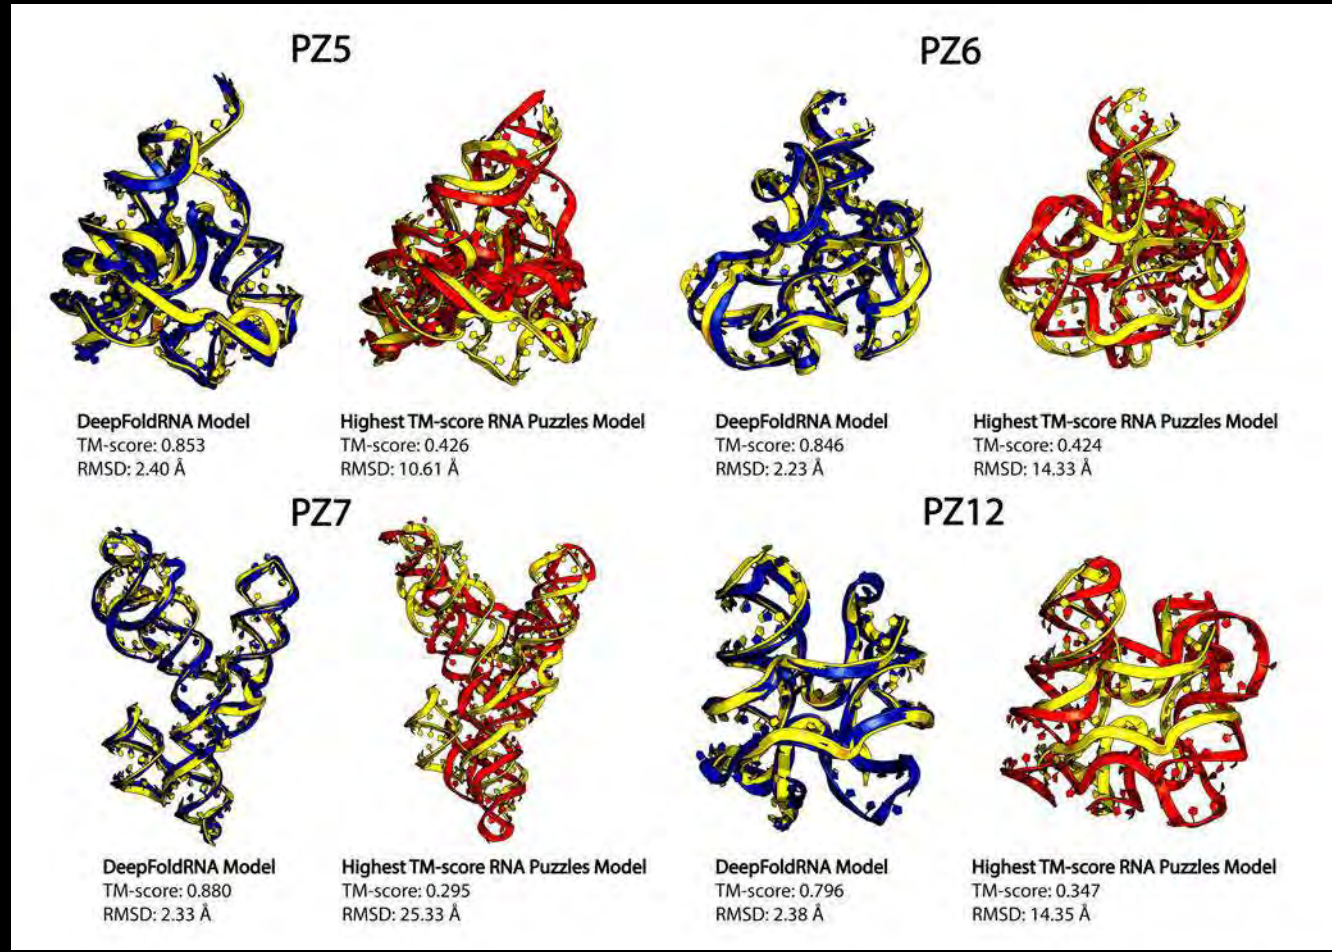 PZ5
DeepFoldRNA Model
TM-score: 0.853
RMSD: 2.40 Å
Highest TM-score RNA Puzzles Model
TM-score: 0.426
RMSD: 10.61 Å
PZ6
DeepFoldRNA Model
TM-score: 0.846
RMSD: 2.23 Å
Highest TM-score RNA Puzzles Model
TM-score: 0.424
RMSD: 14.33 Å
PZ7
DeepFoldRNA Model
TM-score: 0.880
RMSD: 2.33 Å
Highest TM-score RNA Puzzles Model
TM-score: 0.295
RMSD: 25.33 Å
PZ12
DeepFoldRNA Model
TM-score: 0.796
RMSD: 2.38 Å
Highest TM-score RNA Puzzles Model
TM-score: 0.347
RMSD: 14.35 Å